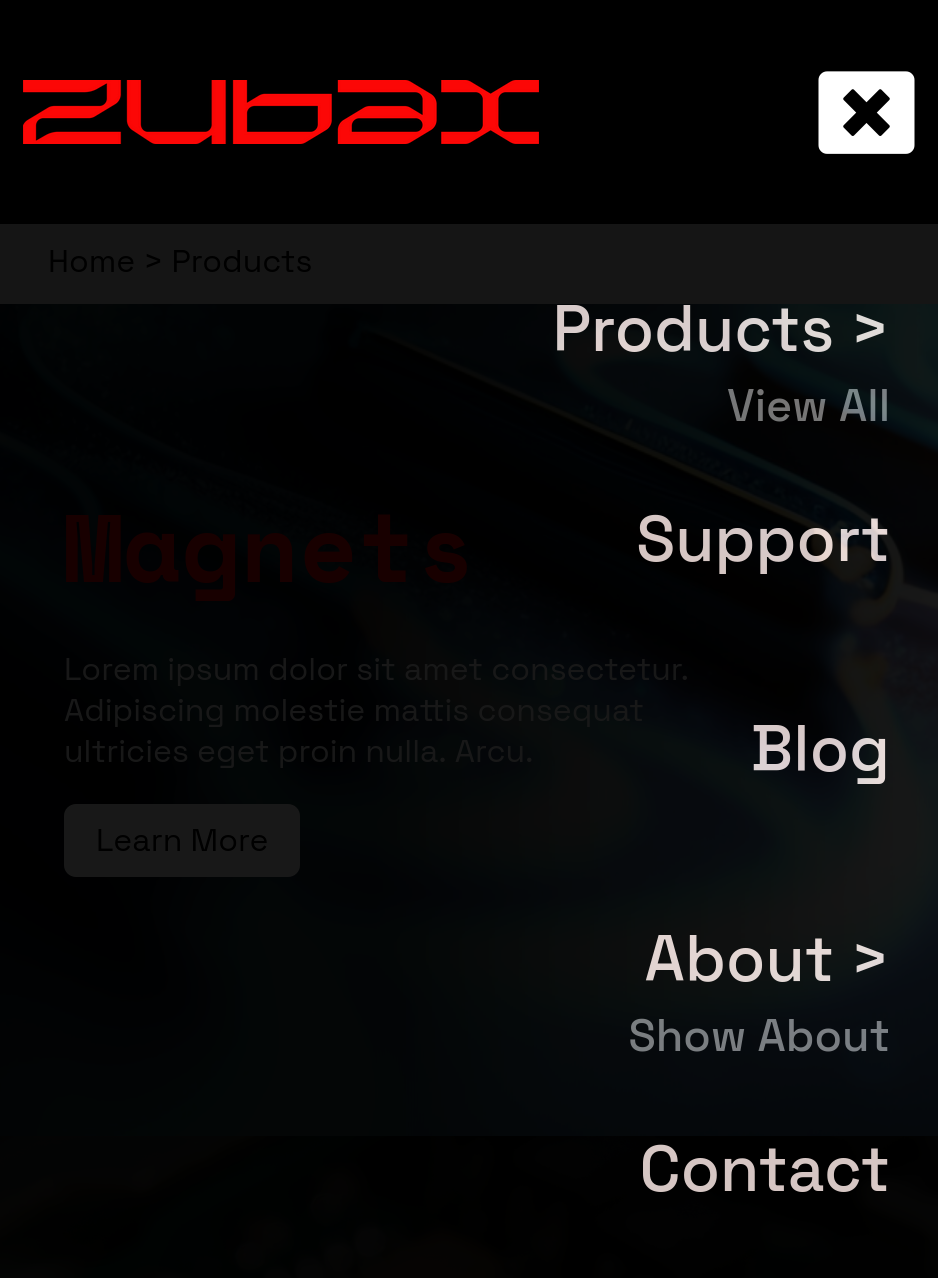 zubax
Home > Products
Products >
View All
Magnets
Support
Lorem ipsum dolor sit amet consectetur.
Adipiscing molestie mattis consequat
ultricies eget proin nulla. Arcu.
Blog
Learn More
About >
Show About
Contact